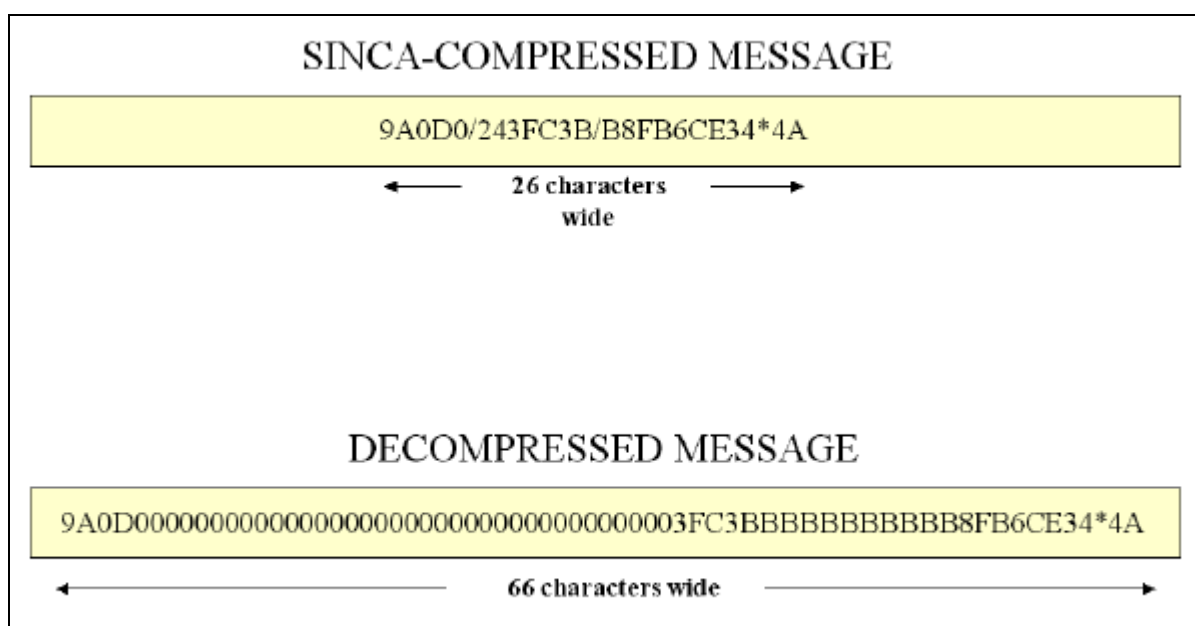 SINCA-COMPRESSED MESSAGE
9A0D0/243FC3B/B8FB6CE34*4A
26 characters
wide
DECOMPRESSED MESSAGE
9A0D0000000000000000000000000000000000003FC3BBBBBBBBBBB8FB6CE34*4A
66 characters wide